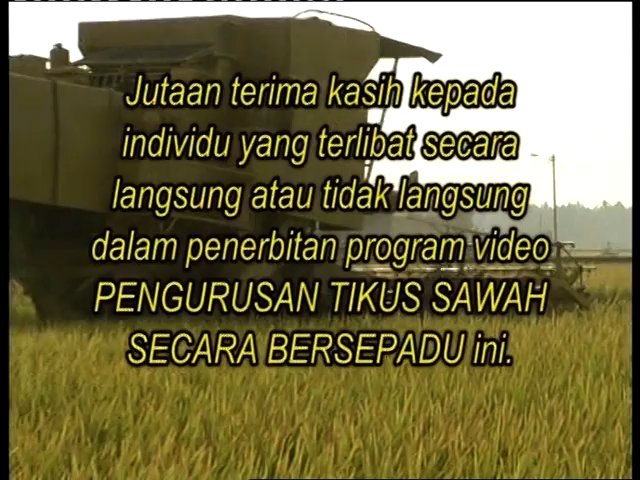 Jutaan terima kasih kepada
individu yang terlibat secara
langsung atau tidak langsung
dalam penerbitan program video
PENGURUSAN TIKUS SAWAH
SECARA BERSEPADU ini.